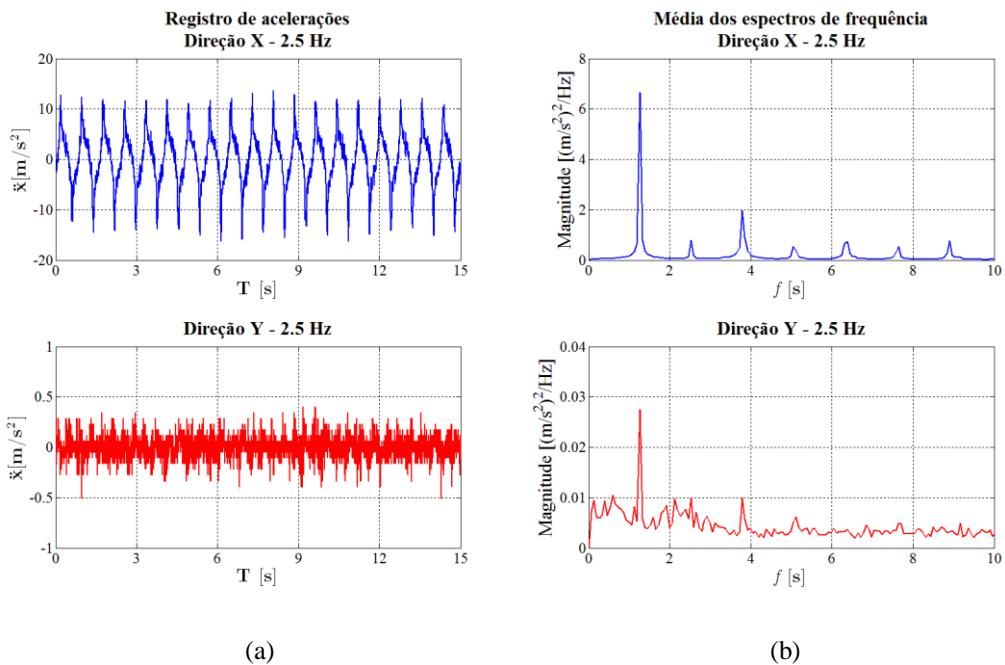 Registro de acelerações
Direção X - 2.5 Hz
20
10
0
-10
-20
ẍ[m/s²]
0 3 6 9 12 15
T [s]
Média dos espectros de frequência
Direção X - 2.5 Hz
8
6
4
2
0
Magnitude [(m/s²)²/Hz]
0 2 4 6 8 10
f [s]
Direção Y - 2.5 Hz
1
0.5
0
-0.5
-1
ẍ[m/s²]
0 3 6 9 12 15
T [s]
Direção Y - 2.5 Hz
0.04
0.03
0.02
0.01
0
Magnitude [(m/s²)²/Hz]
0 2 4 6 8 10
f [s]
(a)
(b)